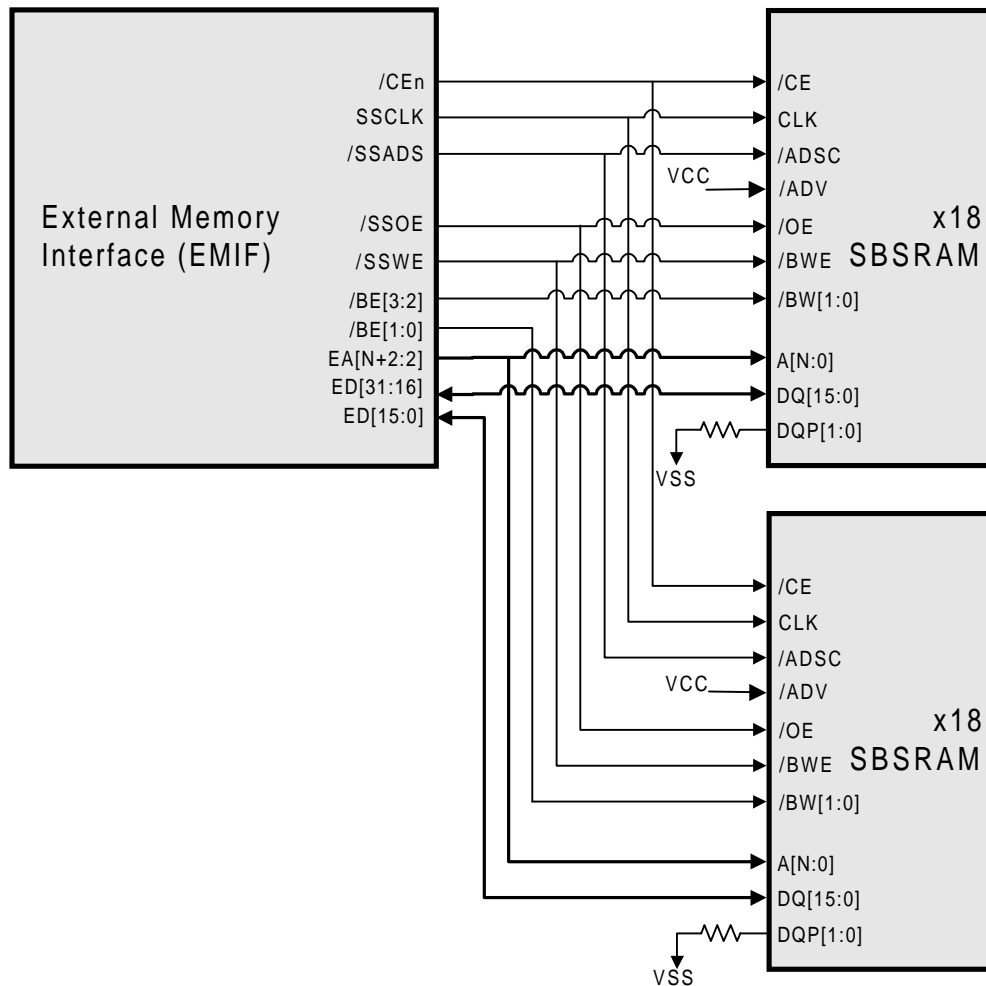 /CEn
SSCLK
/SSADS
External Memory
Interface (EMIF)
/SSOE
/SSWE
/BE[3:2]
/BE[1:0]
EA[N+2:2]
ED[31:16]
ED[15:0]
VCC
VSS
/CE
CLK
/ADSC
/ADV
/OE
/BWE
/BW[1:0]
A[N:0]
DQ[15:0]
DQP[1:0]
x18
SBSRAM
VCC
VSS
/CE
CLK
/ADSC
/ADV
/OE
/BWE
/BW[1:0]
A[N:0]
DQ[15:0]
DQP[1:0]
x18
SBSRAM